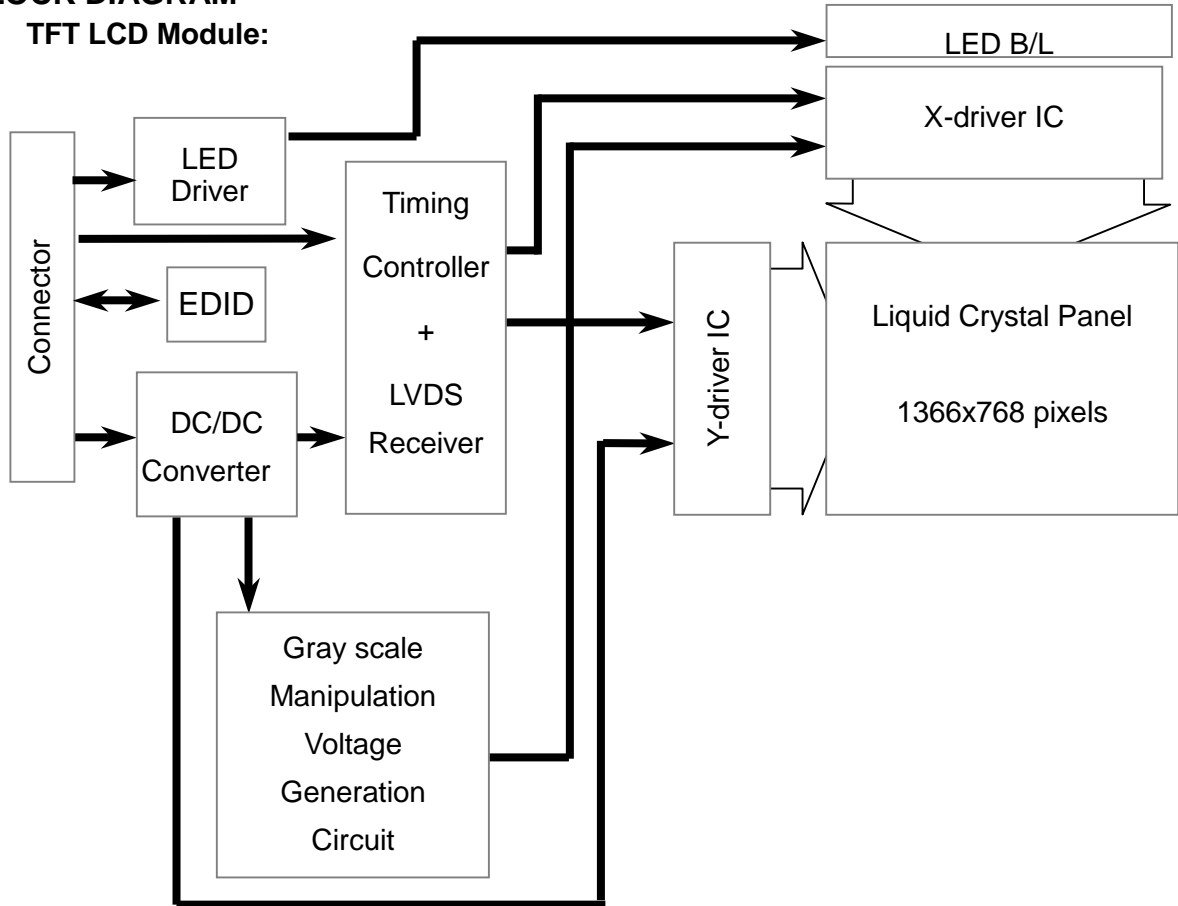 TFT LCD Module:
LED B/L
X-driver IC
LED
Driver
Timing
Controller
+
LVDS
Receiver
Connector
EDID
DC/DC
Converter
Y-driver IC
Liquid Crystal Panel
1366x768 pixels
Gray scale
Manipulation
Voltage
Generation
Circuit